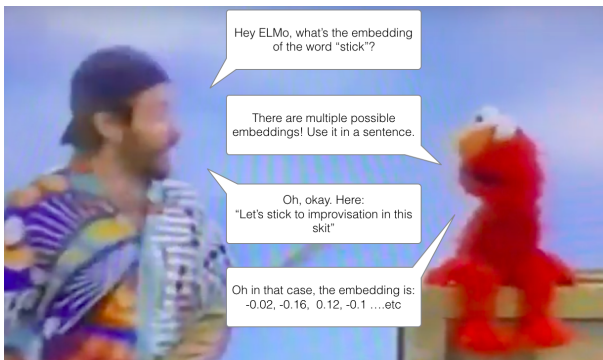 Hey ELMo, what's the embedding
of the word "stick"?
There are multiple possible
embeddings! Use it in a sentence.
Oh, okay. Here:
"Let's stick to improvisation in this
skit"
Oh in that case, the embedding is:
-0.02, -0.16,  0.12, -0.1 ....etc